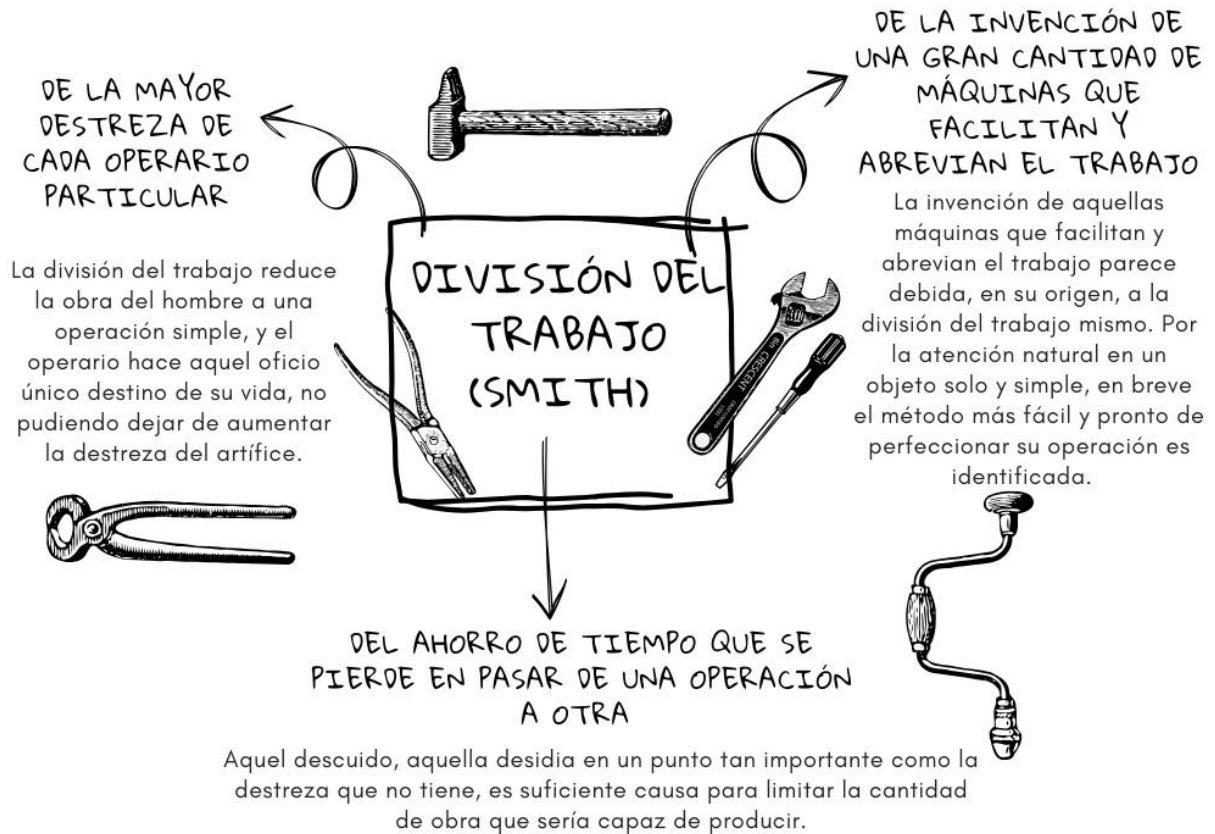 DE LA MAYOR
DESTREZA DE
CADA OPERARIO
PARTICULAR
La división del trabajo reduce
la obra del hombre a una
operación simple, y el
operario hace aquel oficio
único destino de su vida, no
pudiendo dejar de aumentar
la destreza del artífice.
DIVISIÓN DEL
TRABAJO
(SMITH)
DE LA INVENCIÓN DE
UNA GRAN CANTIDAD DE
MÁQUINAS QUE
FACILITAN Y
ABREVIAN EL TRABAJO
La invención de aquellas
máquinas que facilitan y
abrevian el trabajo parece
debida, en su origen, a la
división del trabajo mismo. Por
la atención natural en un
objeto solo y simple, en breve
el método más fácil y pronto de
perfeccionar su operación es
identificada.
CRESCENT
DEL AHORRO DE TIEMPO QUE SE
PIERDE EN PASAR DE UNA OPERACIÓN
A OTRA
Aquel descuido, aquella desidia en un punto tan importante como la
destreza que no tiene, es suficiente causa para limitar la cantidad
de obra que sería capaz de producir.